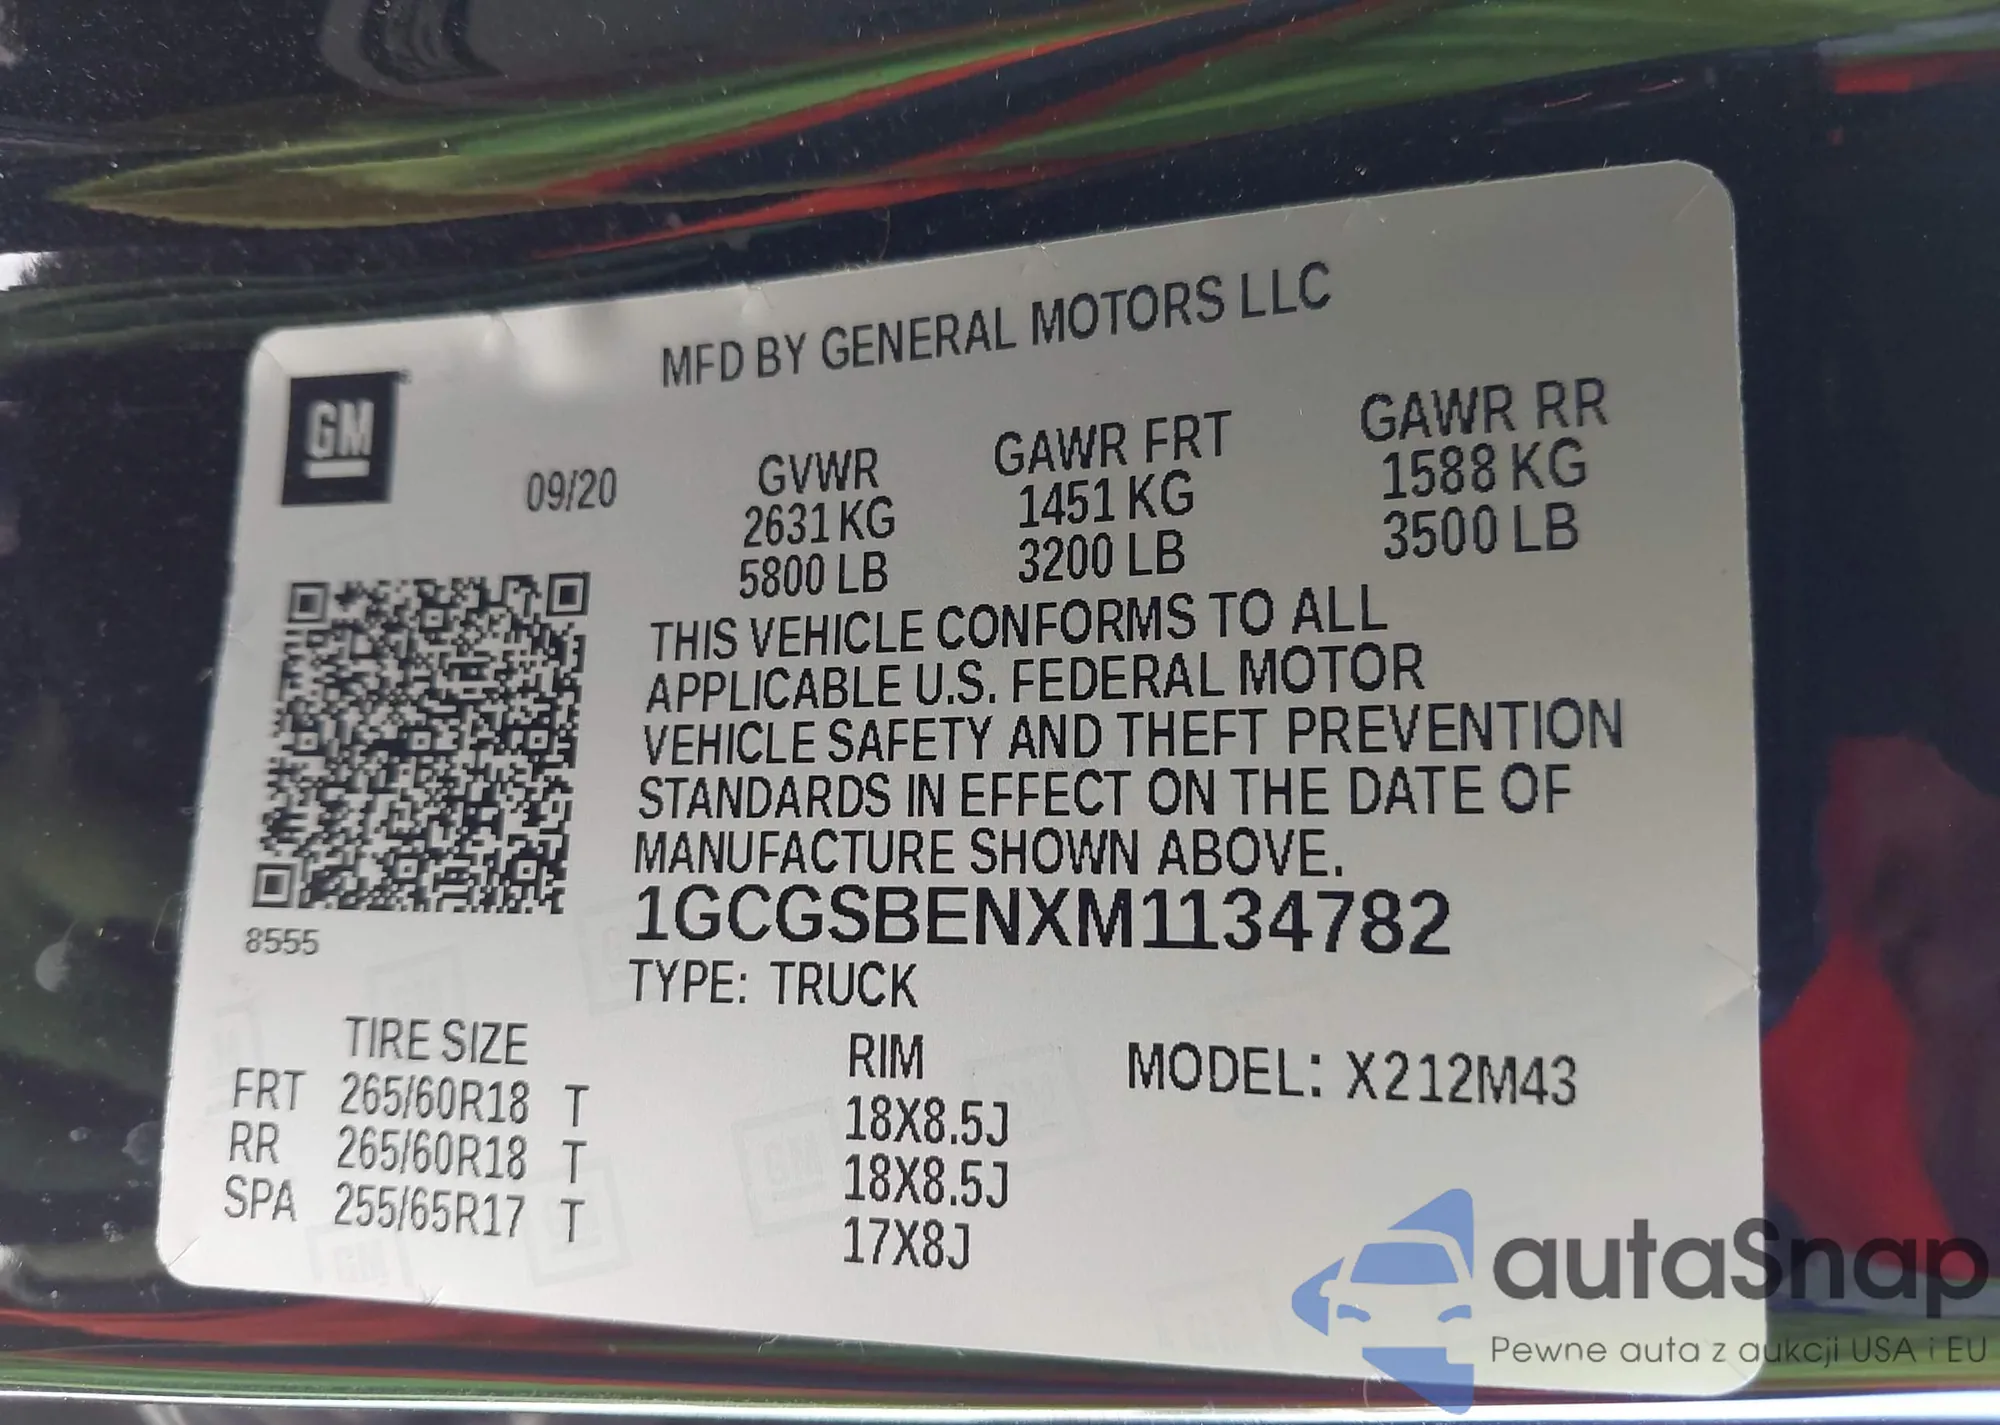 MFD BY GENERAL MOTORS LLC
GM
09/20
GVWR GAWR FRT GAWR RR
2631 KG 1451 KG 1588 KG
5800 LB 3200 LB 3500 LB
THIS VEHICLE CONFORMS TO ALL
APPLICABLE U.S. FEDERAL MOTOR
VEHICLE SAFETY AND THEFT PREVENTION
STANDARDS IN EFFECT ON THE DATE OF
MANUFACTURE SHOWN ABOVE.
1GCGSBENXM1134782
8555
TYPE: TRUCK
TIRE SIZE RIM MODEL: X212M43
FRT 265/60R18 T 18X8.5J
RR 265/60R18 T 18X8.5J
SPA 255/65R17 T 17X8J
autaSnap
Pewne auta z aukcji USA i EU